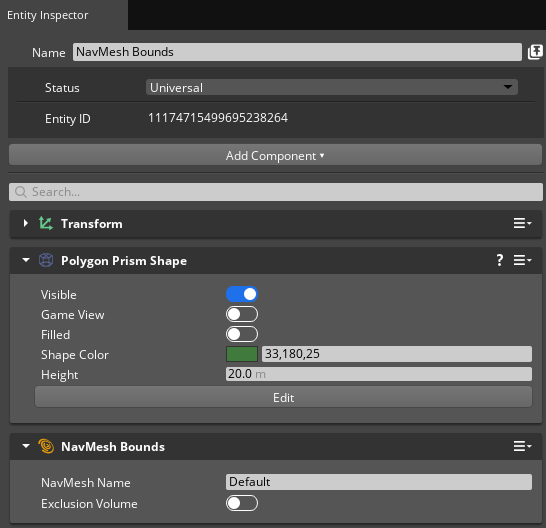 Entity Inspector
Name NavMesh Bounds
Status Universal
Entity ID 11174715499695238264
Add Component
Search...
Transform
Polygon Prism Shape ?
Visible
Game View
Filled
Shape Color 33,180,25
Height 20.0 m
Edit
NavMesh Bounds
NavMesh Name Default
Exclusion Volume